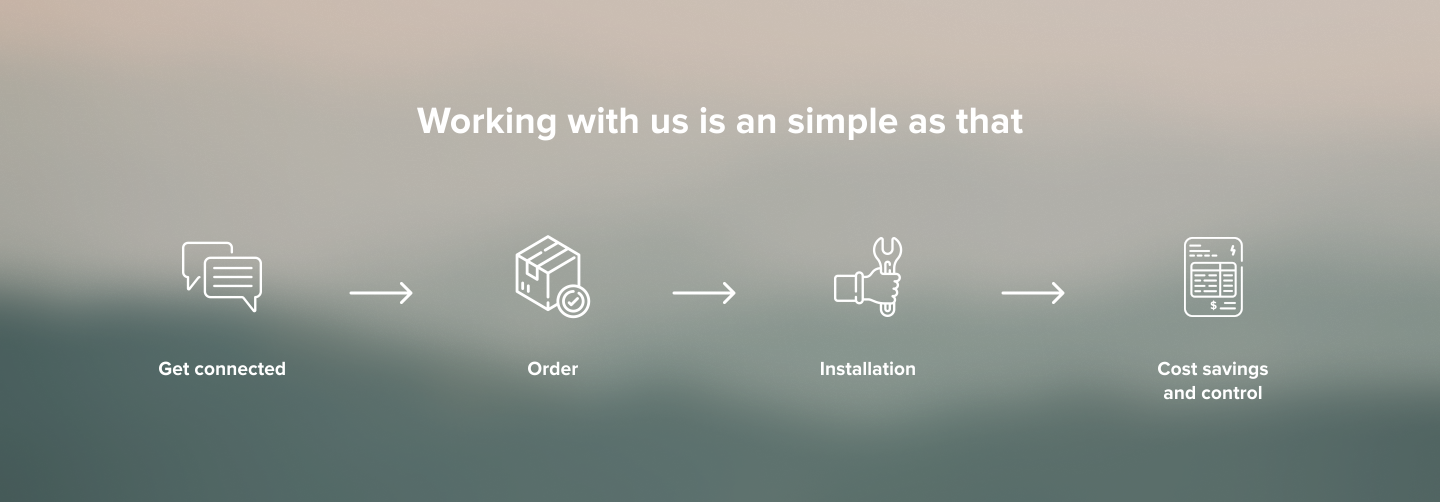 Working with us is an simple as that
Get connected
Order
Installation
Cost savings
and control
$